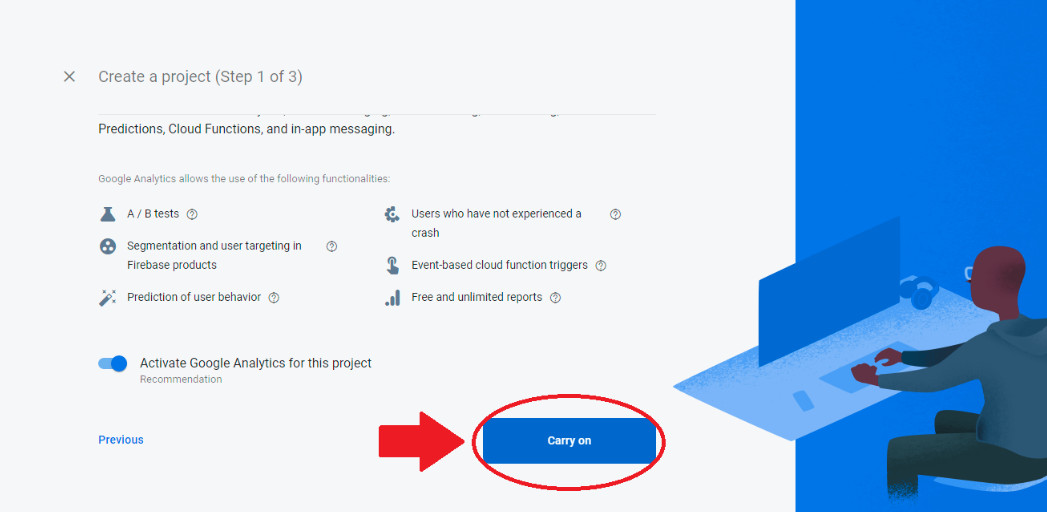 Create a project (Step 1 of 3)
Predictions, Cloud Functions, and in-app messaging.
Google Analytics allows the use of the following functionalities:
A / B tests
Users who have not experienced a
crash
Segmentation and user targeting in
Firebase products
Event-based cloud function triggers
Prediction of user behavior
Free and unlimited reports
Activate Google Analytics for this project
Recommendation
Previous
Carry on